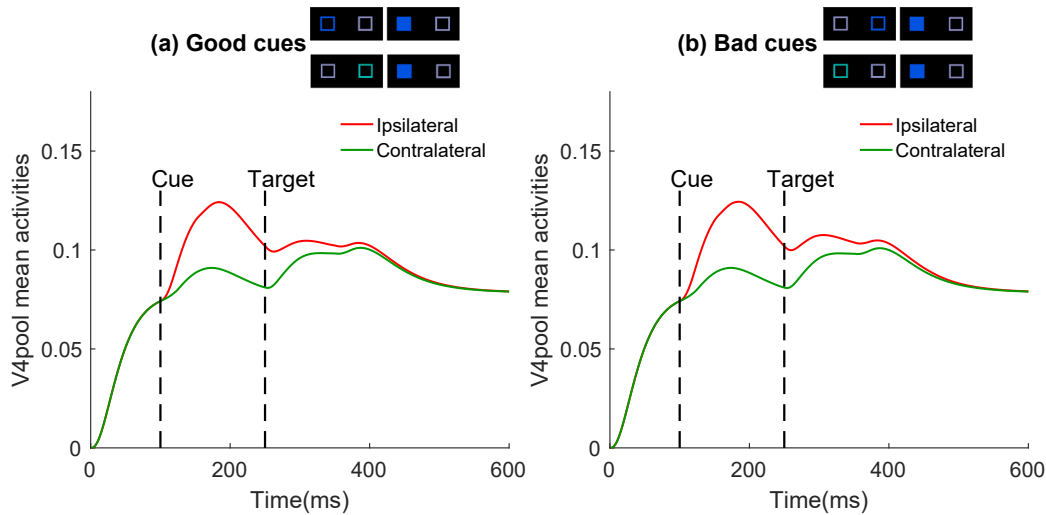 (a) Good cues
Ipsilateral
Contralateral
Cue
Target
V4pool mean activities
0.15
0.1
0.05
0
0
200
400
600
Time(ms)
(b) Bad cues
Ipsilateral
Contralateral
Cue
Target
V4pool mean activities
0.15
0.1
0.05
0
0
200
400
600
Time(ms)